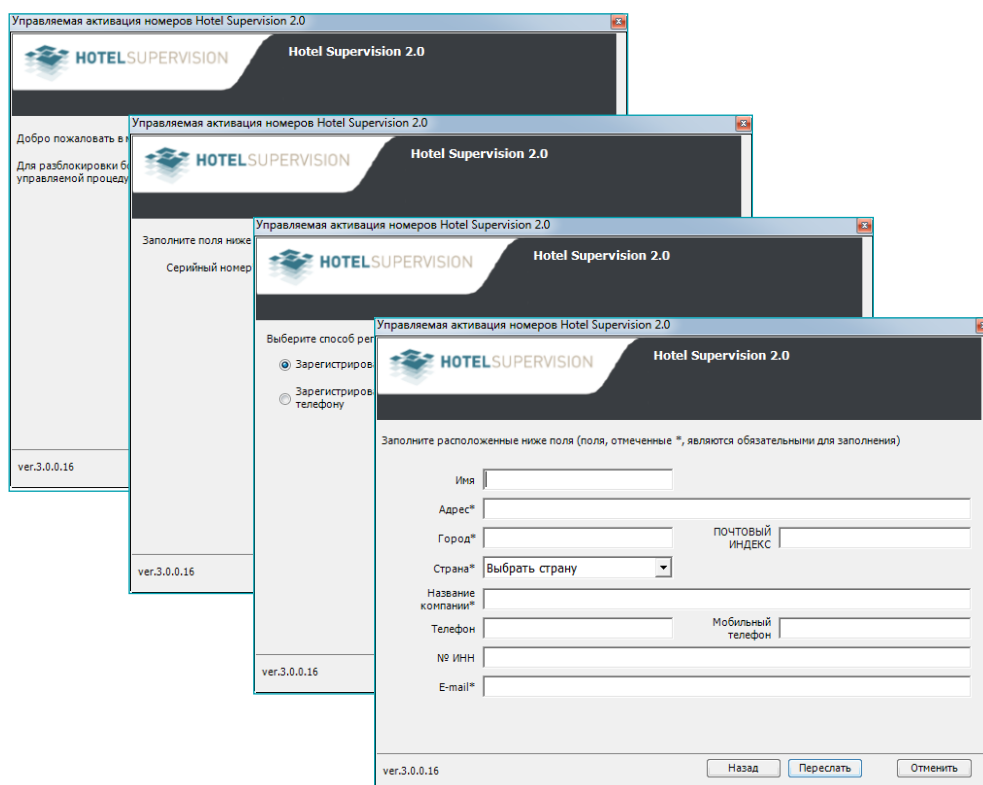 Управляемая активация номеров Hotel Supervision 2.0
HOTELSUPERVISION
Hotel Supervision 2.0
Добро пожаловать в
Для разблокировки
управляемой
ver.3.0.0.16
Управляемая активация номеров Hotel Supervision 2.0
HOTELSUPERVISION
Hotel Supervision 2.0
Заполните поля ниже
Серийный номер
ver.3.0.0.16
Управляемая активация номеров Hotel Supervision 2.0
HOTELSUPERVISION
Hotel Supervision 2.0
Выберите способ
Зарегистрирова
Зарегистрирова
телефону
ver.3.0.0.16
Управляемая активация номеров Hotel Supervision 2.0
HOTELSUPERVISION
Hotel Supervision 2.0
Заполните расположенные ниже поля (поля, отмеченные *, являются обязательными для заполнения)
Имя
Адрес*
Город*
ПОЧТОВЫЙ
ИНДЕКС
Страна* Выбрать страну
Название
компании*
Телефон
Мобильный
телефон
№ ИНН
E-mail*
ver.3.0.0.16
Назад Переслать Отменить